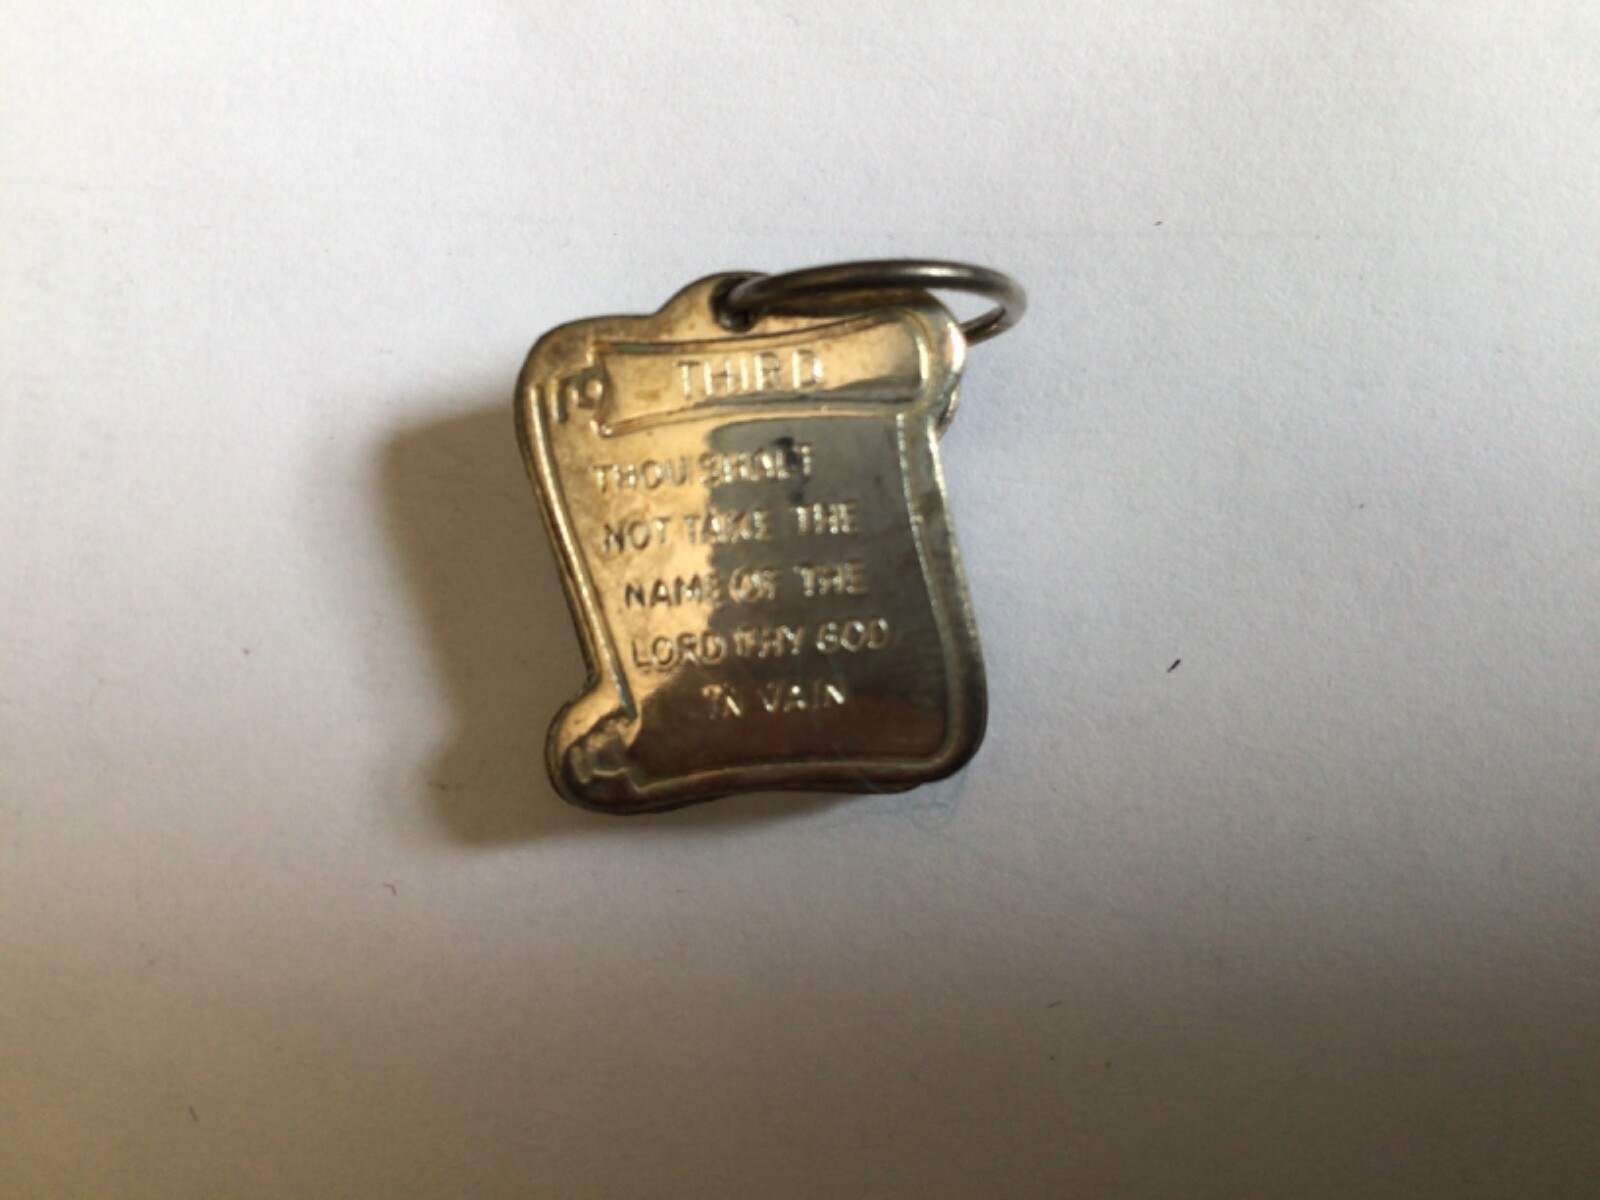 THIRD
THOU SHALT
NOT TAKE THE
NAME OF THE
LORD THY GOD
IN VAIN